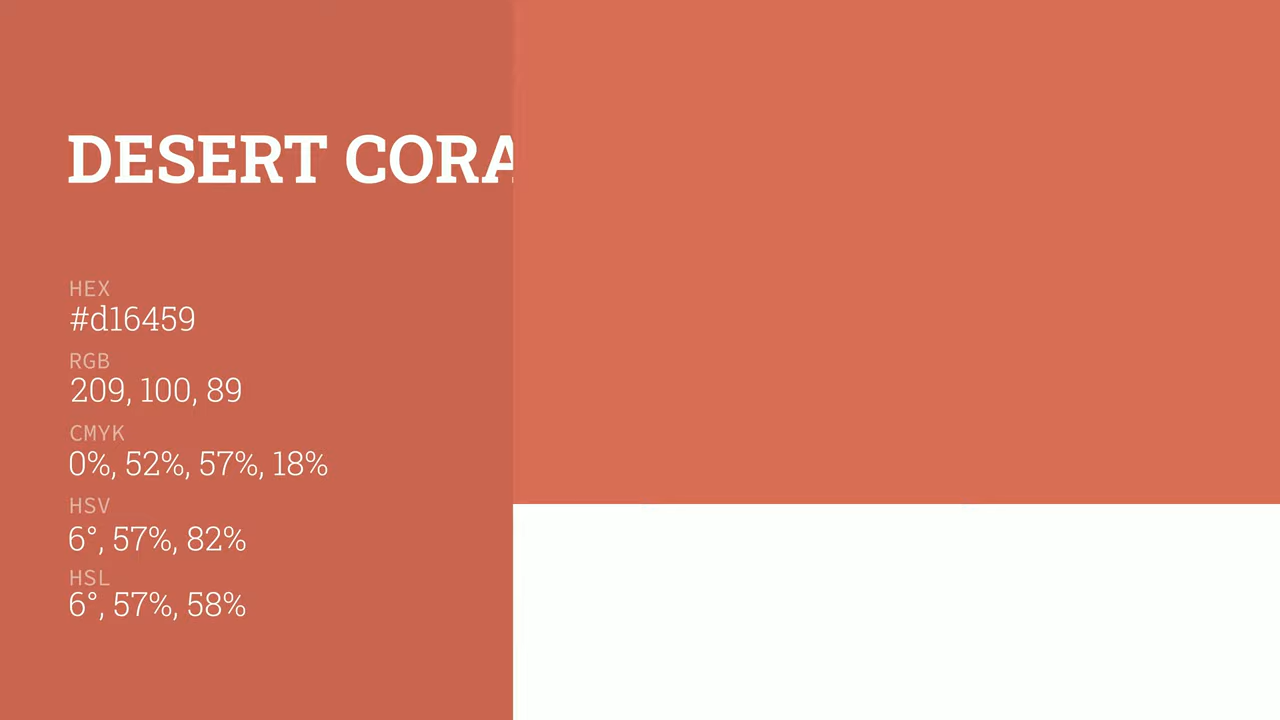 DESERT CORA
HEX
#d16459
RGB
209, 100, 89
CMYK
0%, 52%, 57%, 18%
HSV
6°, 57%, 82%
HSL
6°, 57%, 58%